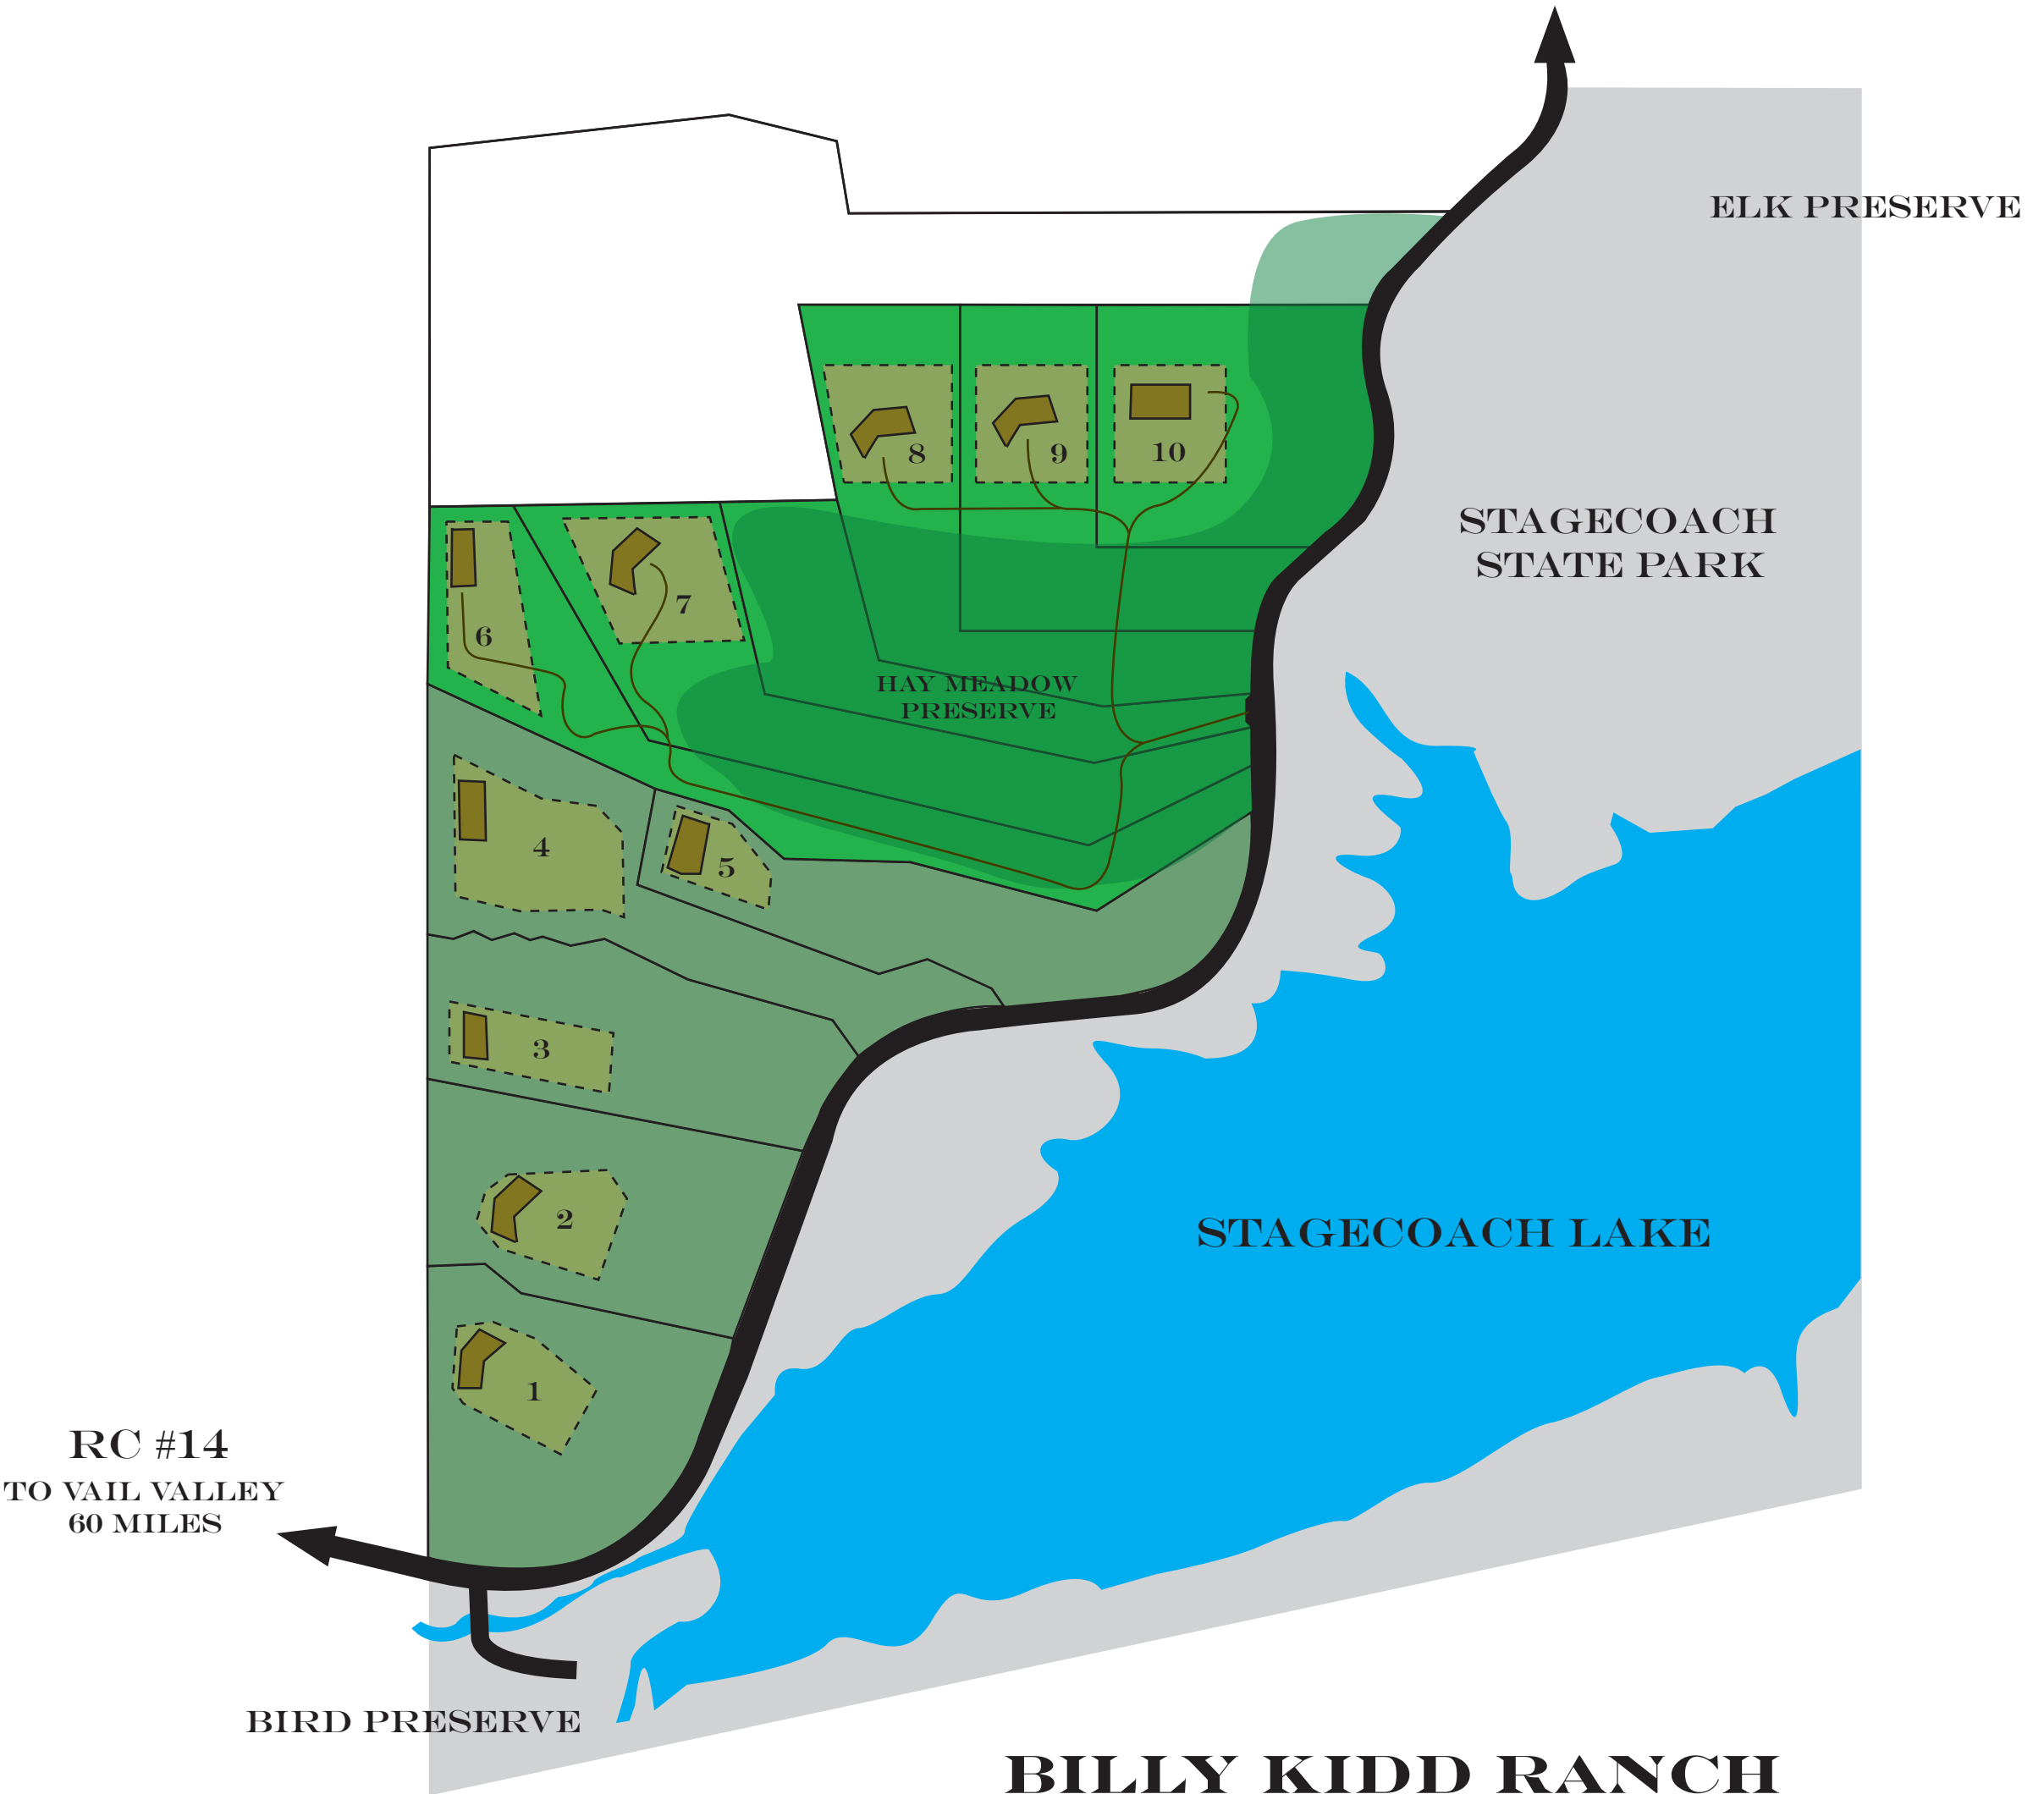 ELK PRESERVE
STAGECOACH
STATE PARK
8
9
10
6
7
HAY MEADOW
PRESERVE
4
5
3
2
STAGECOACH LAKE
1
RC #14
TO VAIL VALLEY
60 MILES
BIRD PRESERVE
BILLY KIDD RANCH